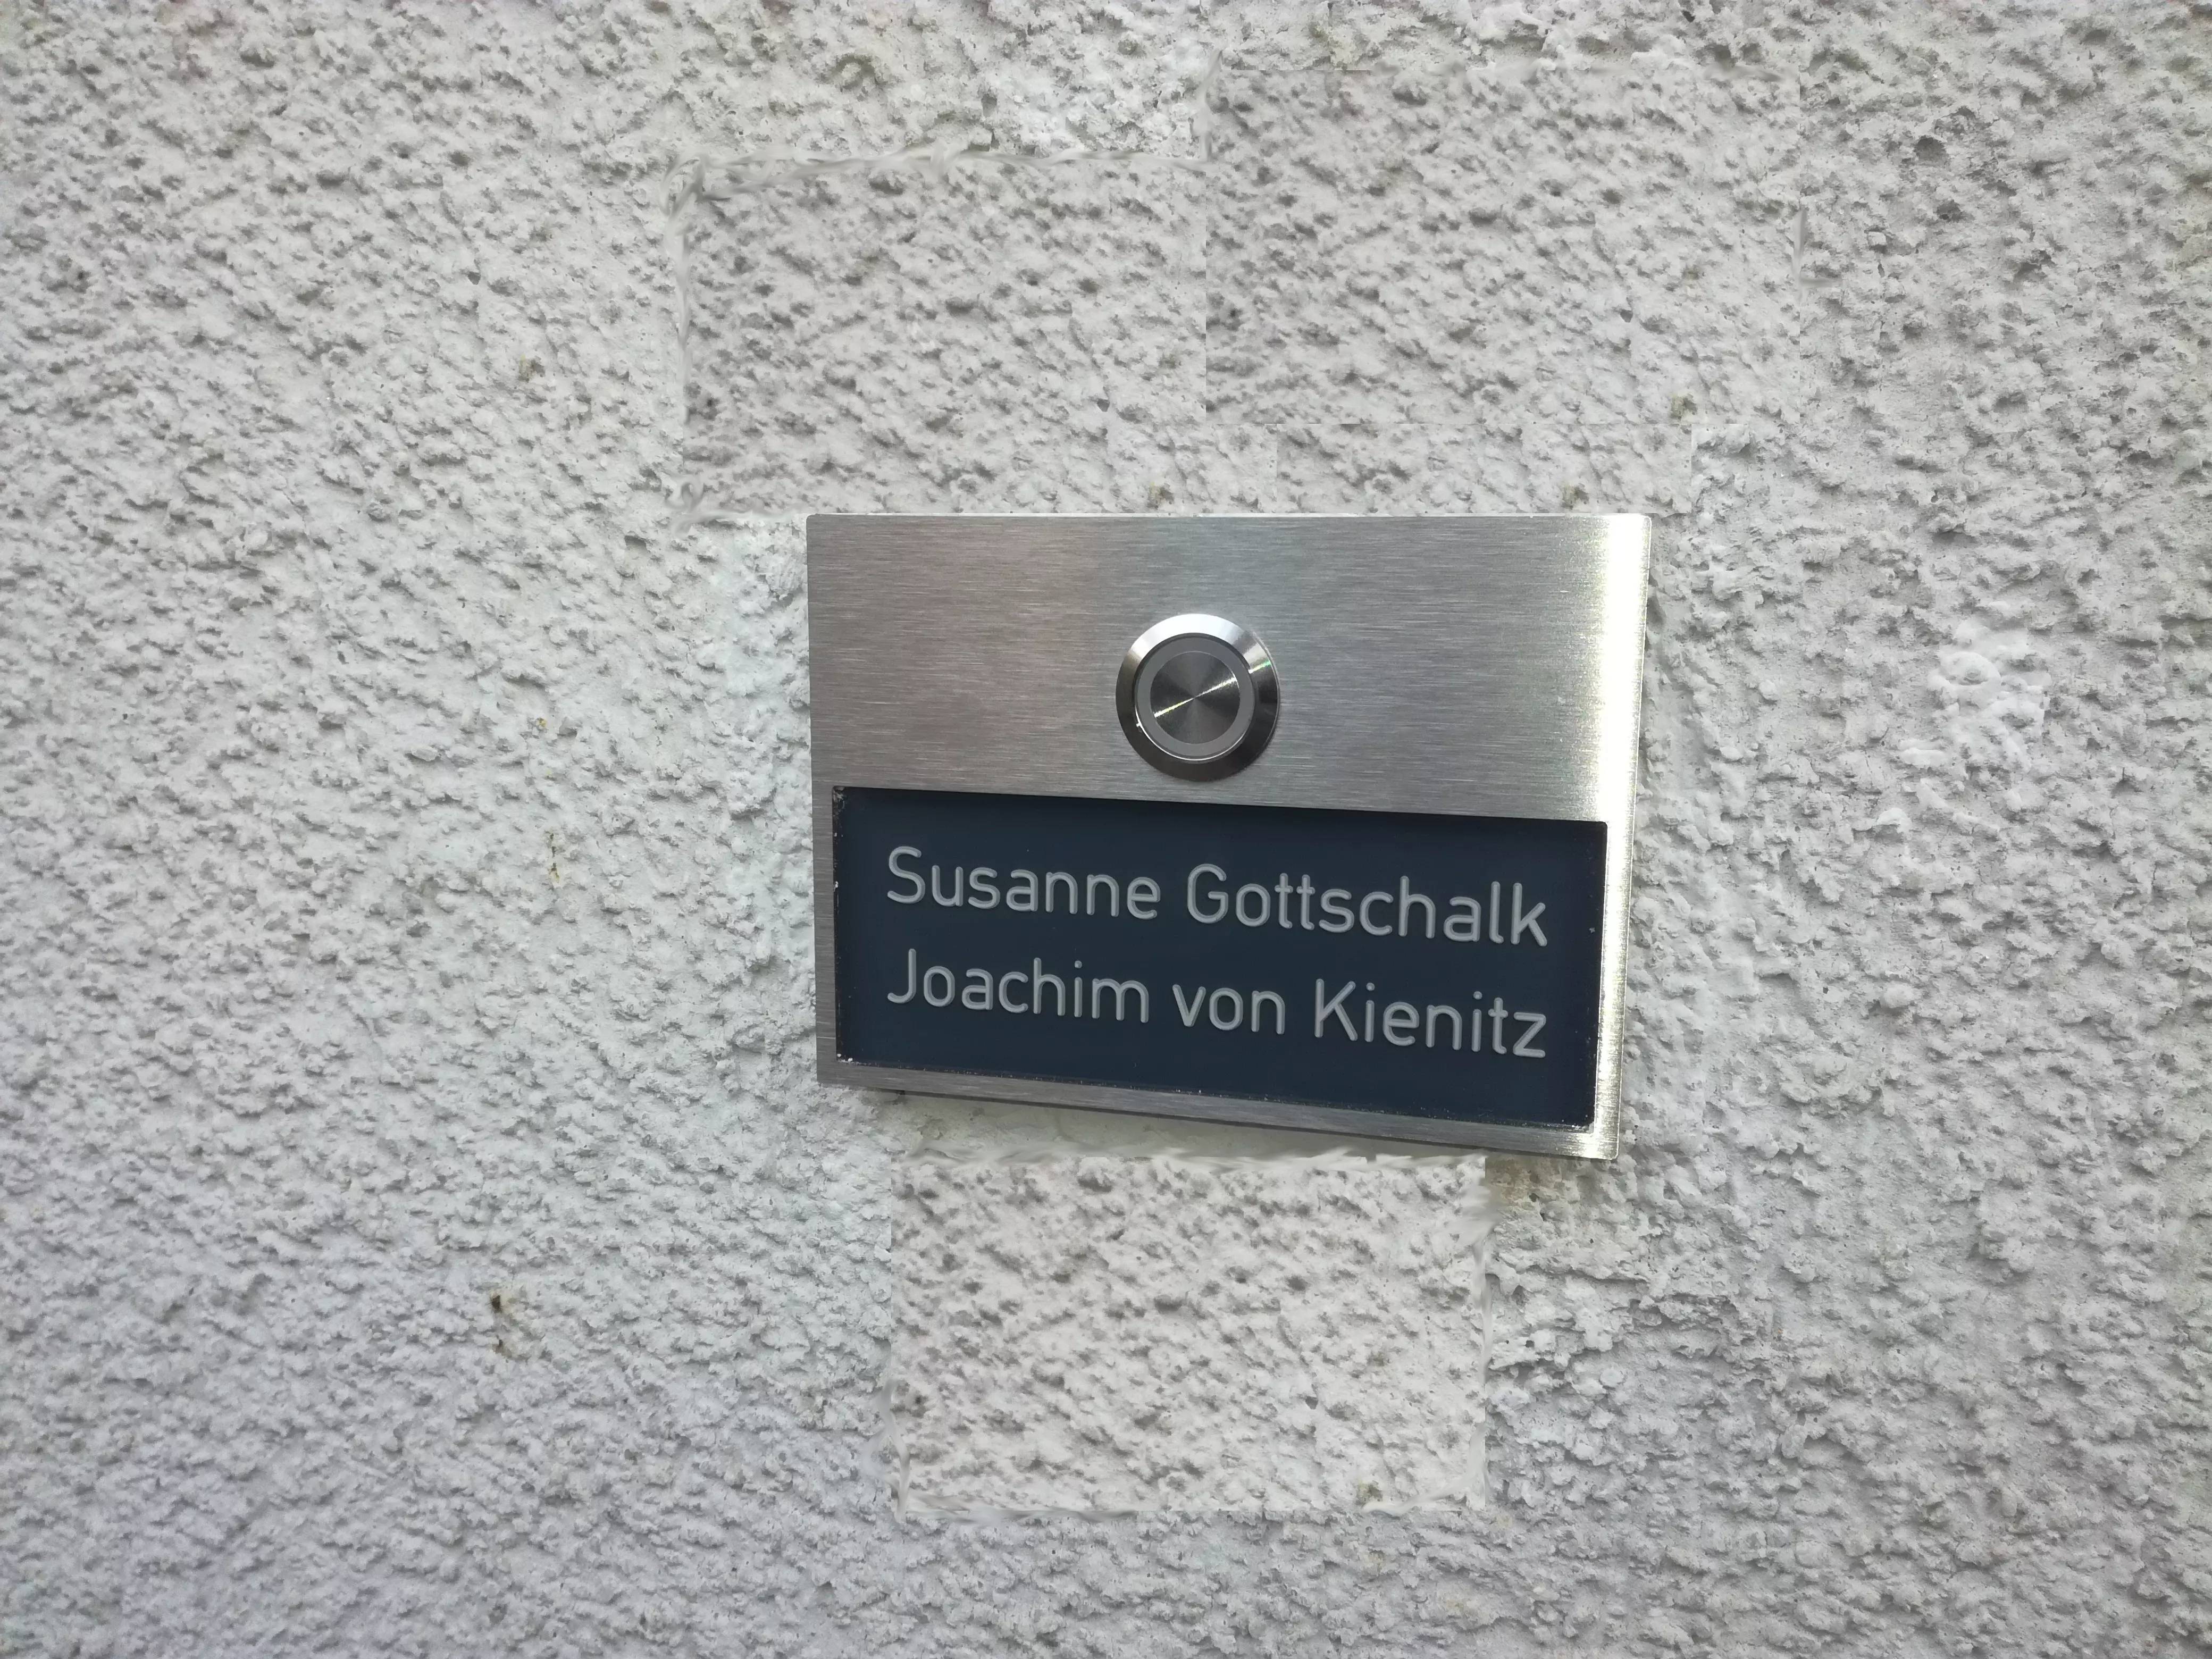 Susanne Gottschalk
Joachim von Kienitz